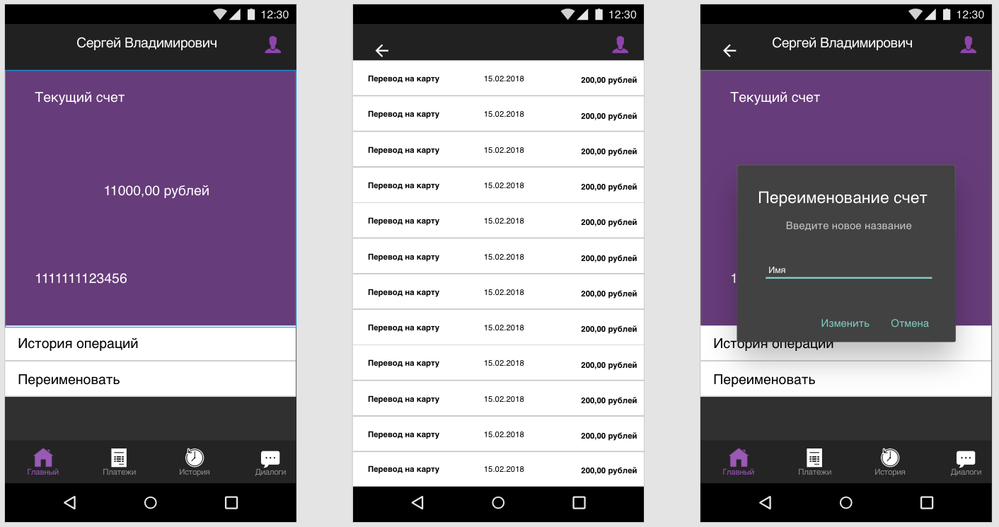 12:30
Сергей Владимирович
Текущий счет
11000,00 рублей
1111111123456
История операций
Переименовать
Главный Платежи История Диалоги
12:30
Перевод на карту 15.02.2018 200,00 рублей
Перевод на карту 15.02.2018 200,00 рублей
Перевод на карту 15.02.2018 200,00 рублей
Перевод на карту 15.02.2018 200,00 рублей
Перевод на карту 15.02.2018 200,00 рублей
Перевод на карту 15.02.2018 200,00 рублей
Перевод на карту 15.02.2018 200,00 рублей
Перевод на карту 15.02.2018 200,00 рублей
Перевод на карту 15.02.2018 200,00 рублей
Перевод на карту 15.02.2018 200,00 рублей
Перевод на карту 15.02.2018 200,00 рублей
Перевод на карту 15.02.2018 200,00 рублей
12:30
Сергей Владимирович
Текущий счет
Переименование счет
Введите новое название
Имя
1
Изменить Отмена
История операций
Переименовать
Главный Платежи История Диалоги